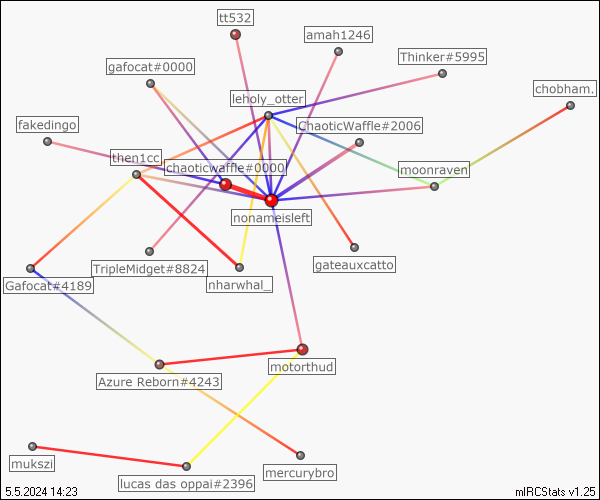 tt532
amah1246
Thinker#5995
gafocat#0000
chobham.
leholy_otter
fakedingo
ChaoticWaffle#2006
then1cc
chaoticwaffle#0000
moonraven
nonameisleft
TripleMidget#8824
gateauxcatto
Gafocat#4189
nharwhal_
motorthud
Azure Reborn#4243
mukszi
mercurybro
lucas das oppai#2396
5.5.2024 14:23
mIRCStats v1.25